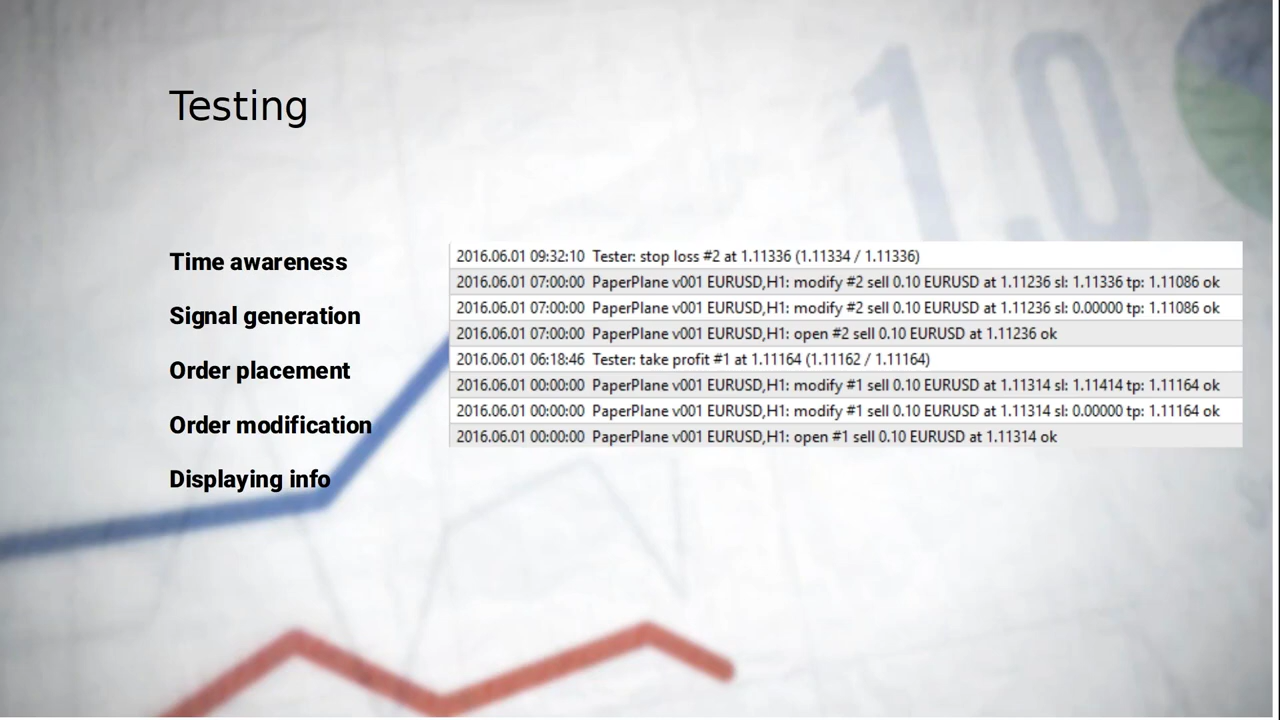 1.0
Testing
Time awareness
Signal generation
Order placement
Order modification
Displaying info
2016.06.01 09:32:10 Tester: stop loss #2 at 1.11336 (1.11334 / 1.11336)
2016.06.01 07:00:00 PaperPlane v001 EURUSD,H1: modify #2 sell 0.10 EURUSD at 1.11236 sl: 1.11336 tp: 1.11086 ok
2016.06.01 07:00:00 PaperPlane v001 EURUSD,H1: modify #2 sell 0.10 EURUSD at 1.11236 sl: 0.00000 tp: 1.11086 ok
2016.06.01 07:00:00 PaperPlane v001 EURUSD,H1: open #2 sell 0.10 EURUSD at 1.11236 ok
2016.06.01 06:18:46 Tester: take profit #1 at 1.11164 (1.11162 / 1.11164)
2016.06.01 00:00:00 PaperPlane v001 EURUSD,H1: modify #1 sell 0.10 EURUSD at 1.11314 sl: 1.11414 tp: 1.11164 ok
2016.06.01 00:00:00 PaperPlane v001 EURUSD,H1: modify #1 sell 0.10 EURUSD at 1.11314 sl: 0.00000 tp: 1.11164 ok
2016.06.01 00:00:00 PaperPlane v001 EURUSD,H1: open #1 sell 0.10 EURUSD at 1.11314 ok